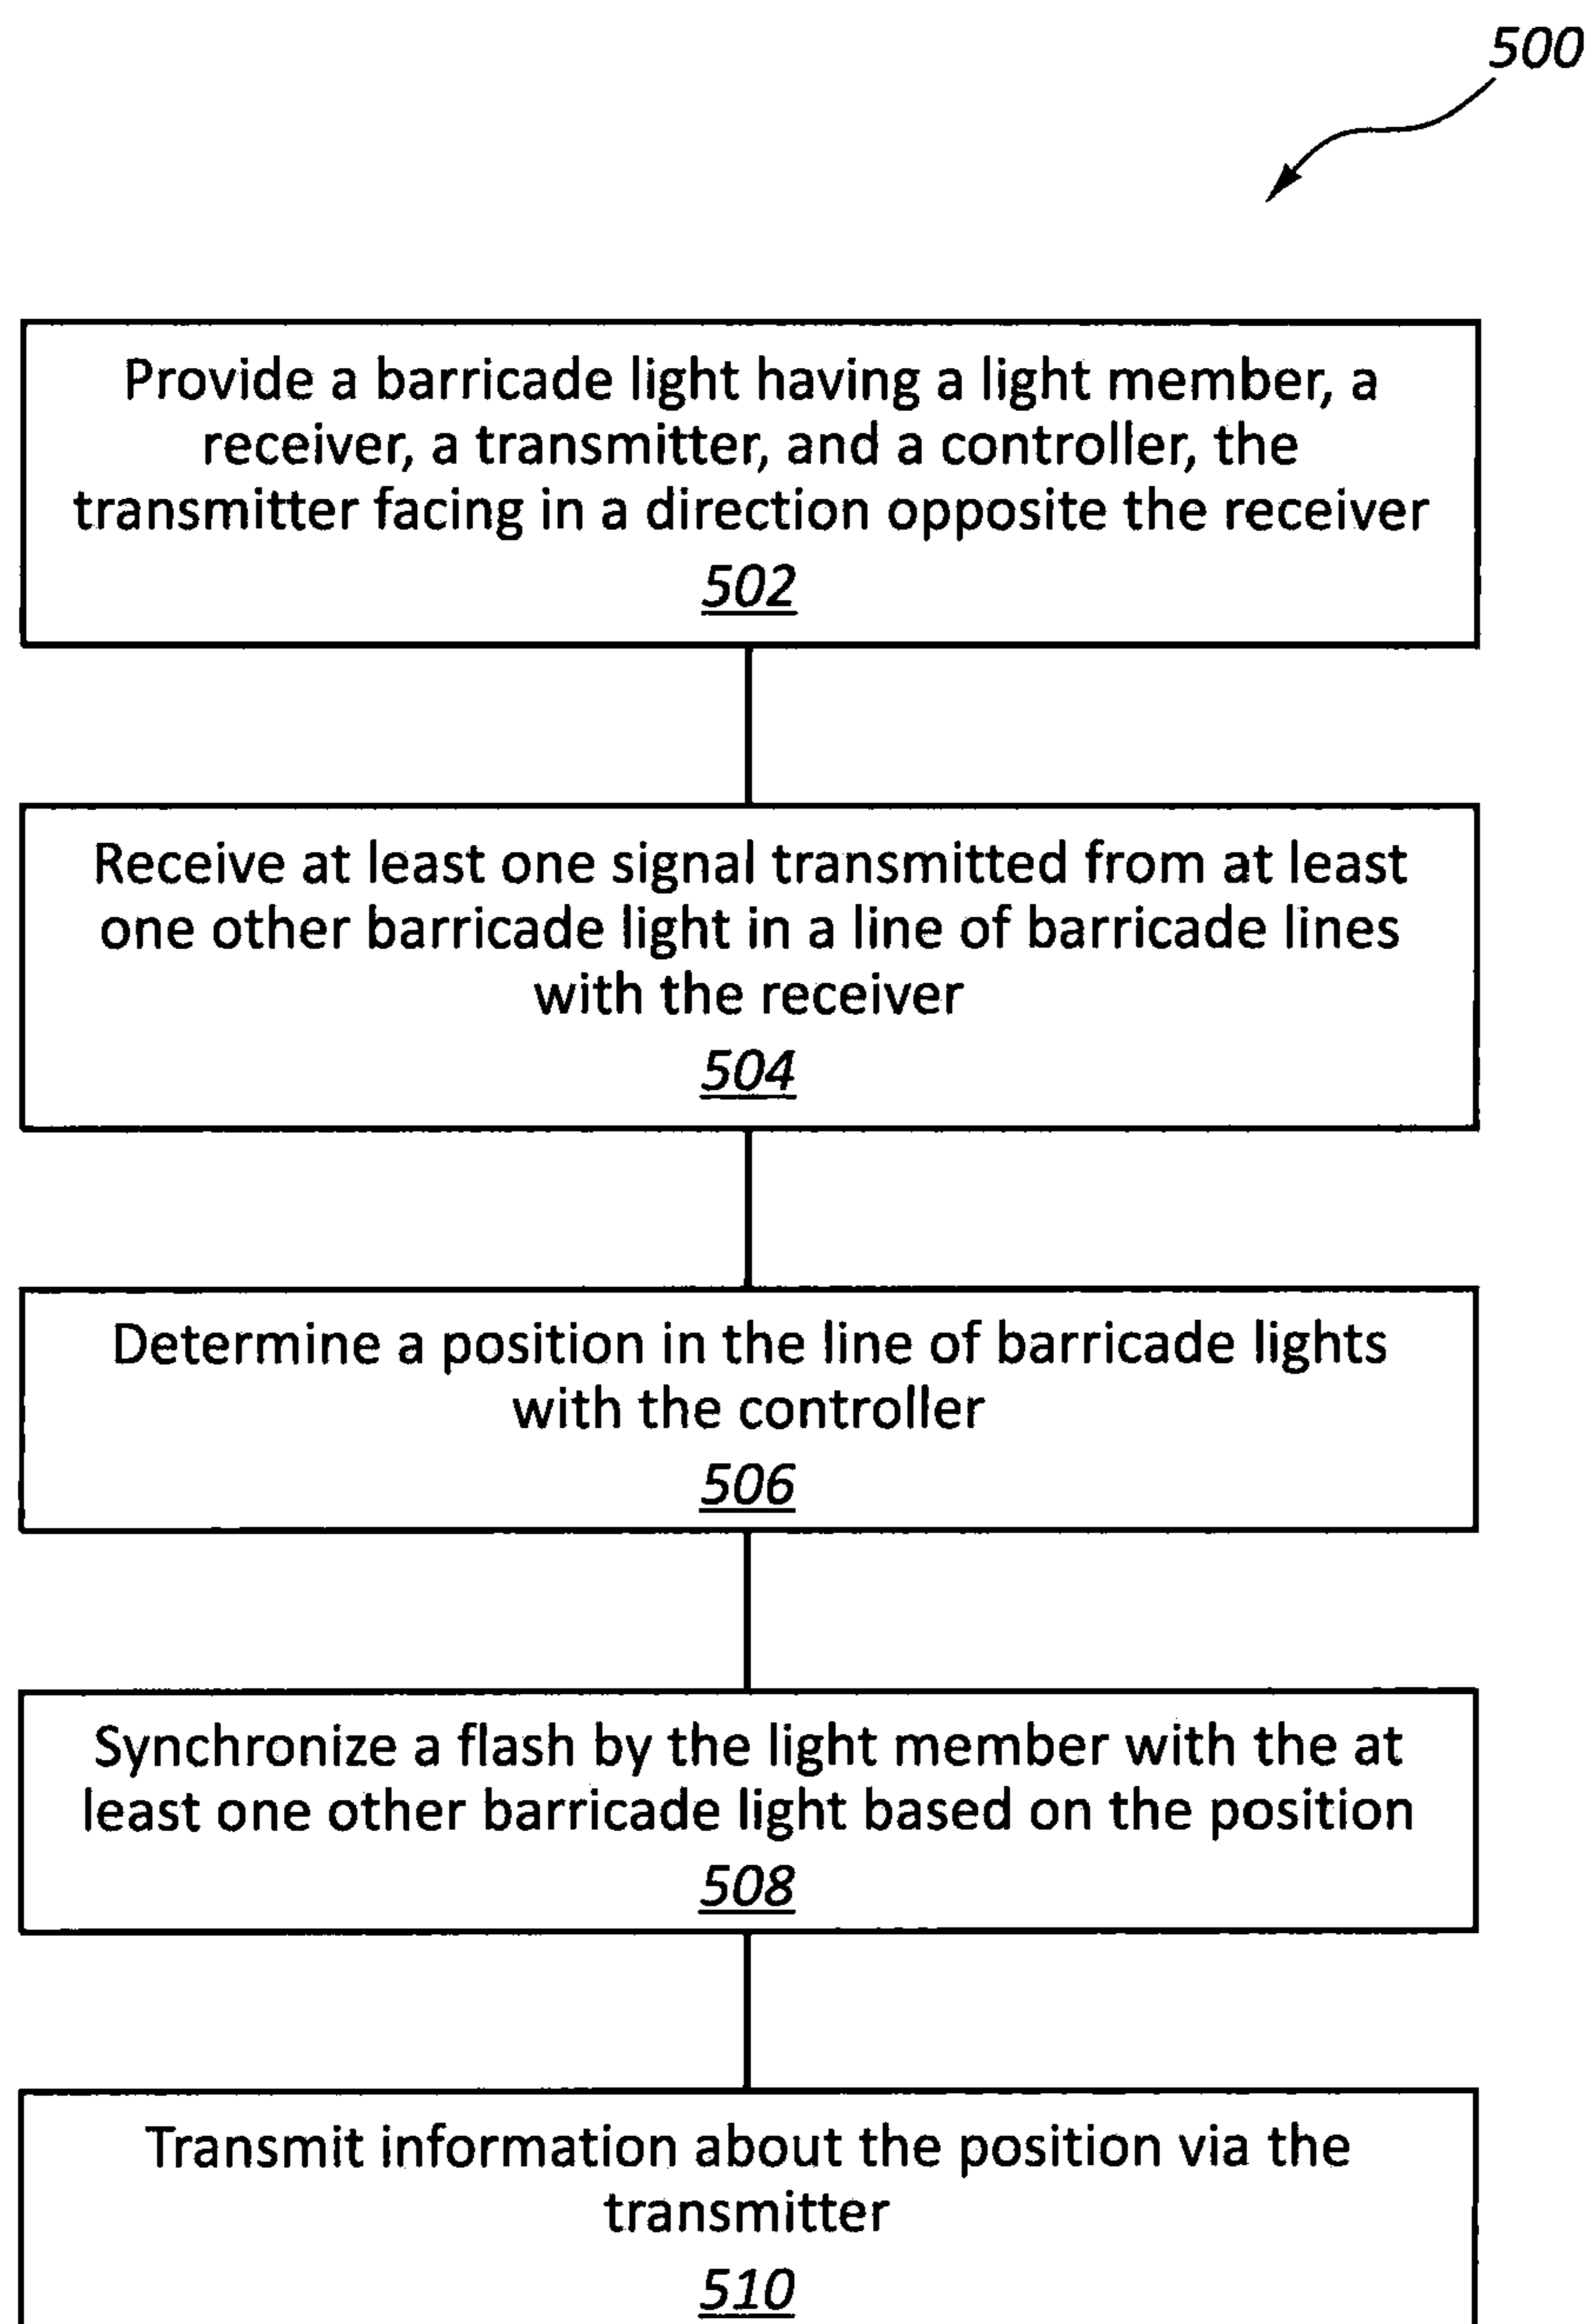 500
Provide a barricade light having a light member, a
receiver, a transmitter, and a controller, the
transmitter facing in a direction opposite the receiver
502
Receive at least one signal transmitted from at least
one other barricade light in a line of barricade lines
with the receiver
504
Determine a position in the line of barricade lights
with the controller
506
Synchronize a flash by the light member with the at
least one other barricade light based on the position
508
Transmit information about the position via the
transmitter
510